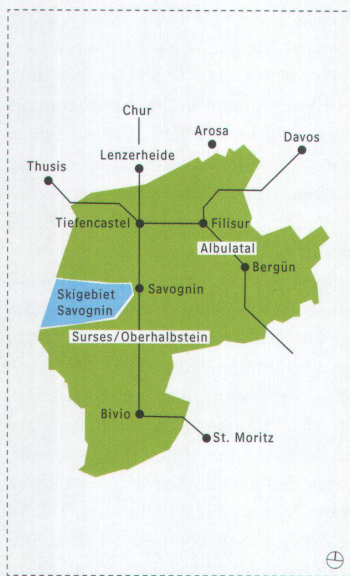 Chur
Arosa
Davos
Lenzerheide
Thusis
Tiefencastel
Filisur
Albulatal
Bergün
Skigebiet
Savognin
Savognin
Surses/Oberhalbstein
Bivio
St. Moritz